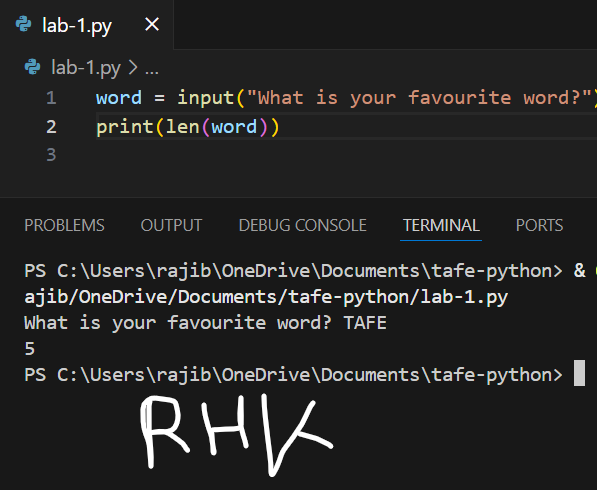 lab-1.py
lab-1.py > ...
1 word = input("What is your favourite word?")
2 print(len(word))
3
PROBLEMS OUTPUT DEBUG CONSOLE TERMINAL PORTS
PS C:\Users\rajib\OneDrive\Documents\tafe-python> &
ajib/OneDrive/Documents/tafe-python/lab-1.py
What is your favourite word? TAFE
5
PS C:\Users\rajib\OneDrive\Documents\tafe-python>
RHK